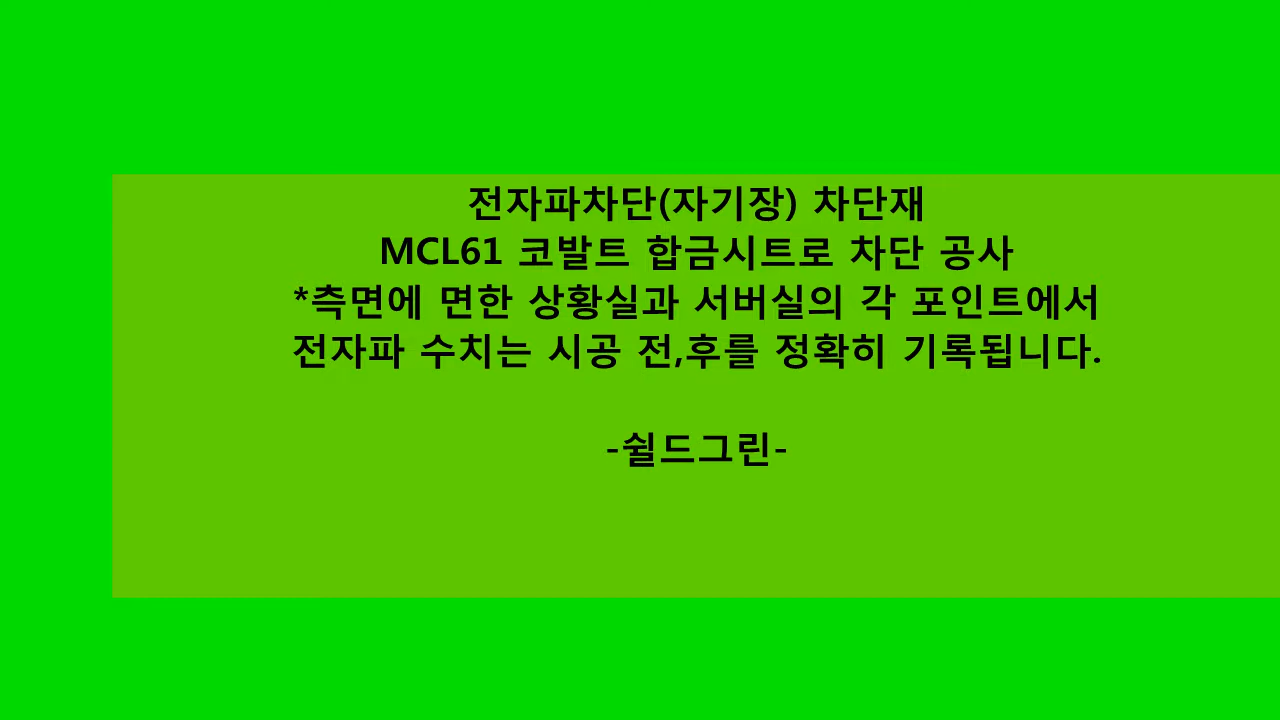 전자파차단(자기장) 차단재
MCL61 코발트 합금시트로 차단 공사
*측면에 면한 상황실과 서버실의 각 포인트에서
전자파 수치는 시공 전,후를 정확히 기록됩니다.
-쉴드그린-